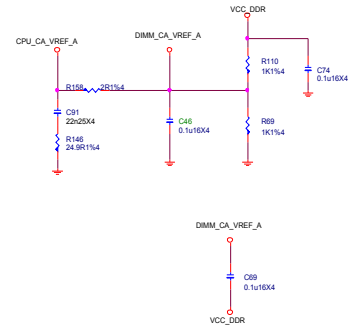 VCC_DDR
CPU_CA_VREF_A
DIMM_CA_VREF_A
R110
1K1%4
C74
0.1u16X4
R158 2R1%4
C91
22n25X4
C46
0.1u16X4
R69
1K1%4
R146
24.9R1%4
DIMM_CA_VREF_A
C69
0.1u16X4
VCC_DDR